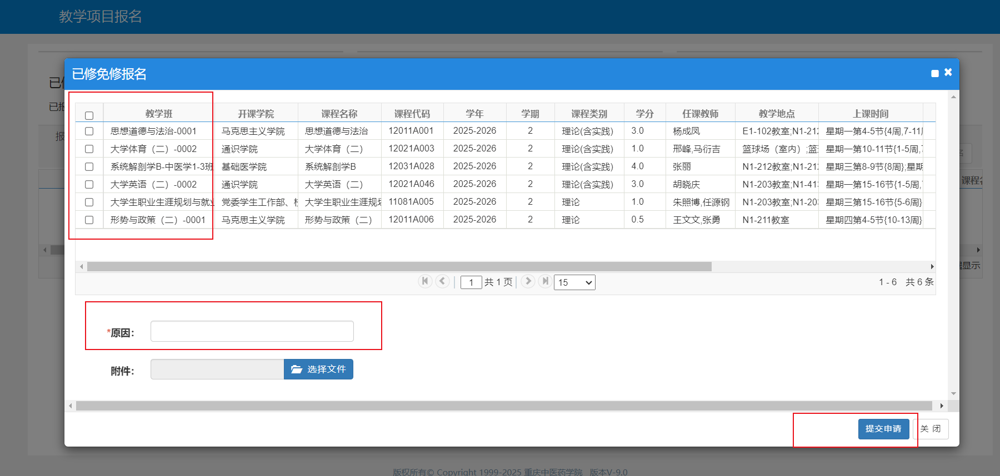 教学项目报名
已修免修报名
教学班 开课学院 课程名称 课程代码 学年 学期 课程类别 学分 任课教师 教学地点 上课时间
思想道德与法治-0001 马克思主义学院 思想道德与法治 12011A001 2025-2026 2 理论(含实践) 3.0 杨成凤 E1-102教室;N1-212 星期一第4-5节{4周,7-11
大学体育（二）-0002 通识学院 大学体育（二） 12021A003 2025-2026 2 理论(含实践) 1.0 邢峰,马衍吉 篮球场（室内）;篮 星期一第10-11节{1-5周,
系统解剖学B-中医学1-3班 基础医学院 系统解剖学B 12031A028 2025-2026 2 理论(含实践) 4.0 张丽 N1-212教室;N1-21 星期三第8-9节{8周};星期
大学英语（二）-0002 通识学院 大学英语（二） 12021A046 2025-2026 2 理论(含实践) 3.0 胡晓庆 N1-203教室;N1-413 星期一第15-16节{1-5周,
大学生职业生涯规划与就业 党委学生工作部、 大学生职业生涯规划 11081A005 2025-2026 2 理论 1.0 朱照博,任源钢 N1-203教室;N1-203 星期三第15-16节{5-6周}
形势与政策（二）-0001 马克思主义学院 形势与政策（二） 12011A006 2025-2026 2 理论 0.5 王文文,张勇 N1-211教室 星期四第4-5节{10-13周}
1 共 1 页 15 1 - 6 共 6 条
*原因：
附件： 选择文件
提交申请 关 闭
已
已报
报
名
课程
显示
版权所有© Copyright 1999-2025 重庆中医药学院 版本V-9.0